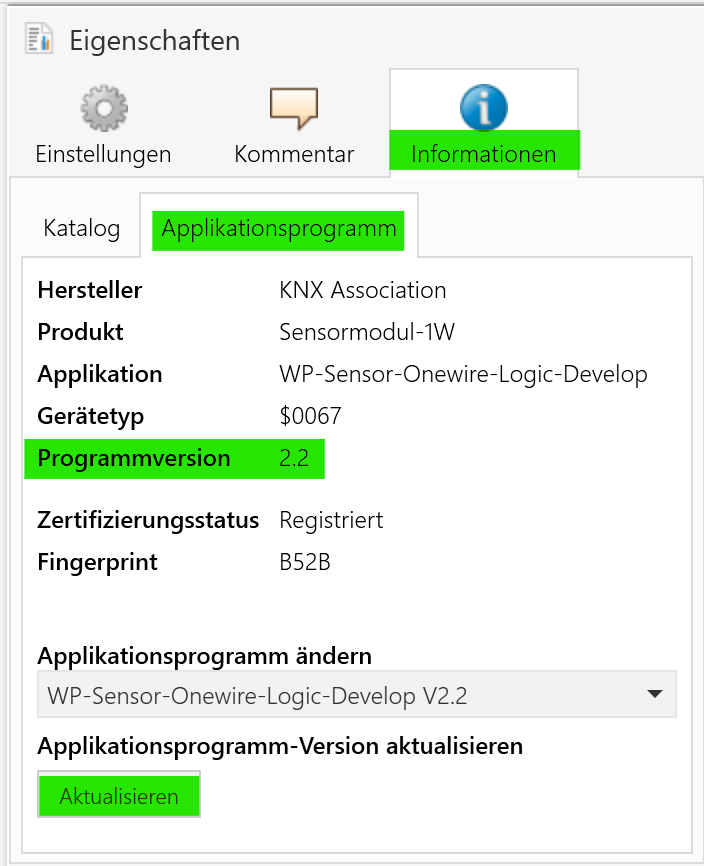 Eigenschaften
Einstellungen Kommentar Informationen
Katalog Applikationsprogramm
Hersteller KNX Association
Produkt Sensormodul-1W
Applikation WP-Sensor-Onewire-Logic-Develop
Gerätetyp $0067
Programmversion 2.2
Zertifizierungsstatus Registriert
Fingerprint B52B
Applikationsprogramm ändern
WP-Sensor-Onewire-Logic-Develop V2.2
Applikationsprogramm-Version aktualisieren
Aktualisieren